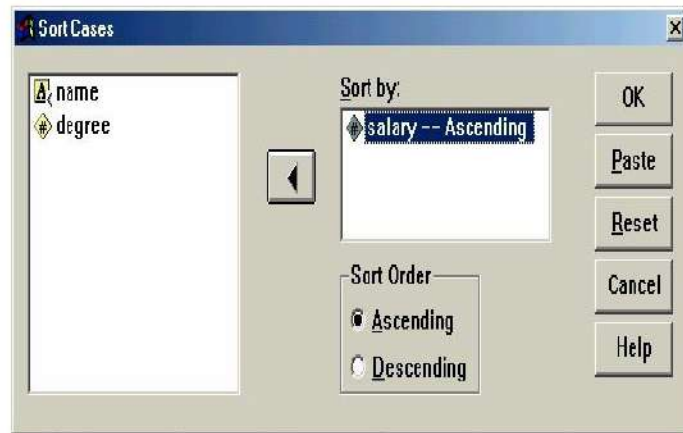 Sort Cases
name
degree
Sort by:
salary -- Ascending
Sort Order
Ascending
Descending
OK
Paste
Reset
Cancel
Help